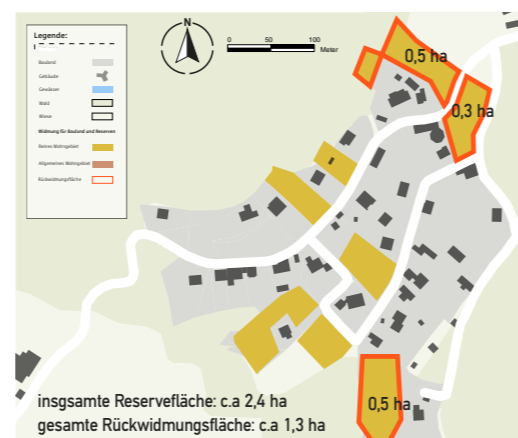 Legende:
Bauland
Gebäude
Gewässer
Wald
Wiese
Widmung für Bauland und Reserven
Reines Wohngebiet
Allgemeines Wohngebiet
Rückwidmungsfläche
N
0 50 100
Meter
0,5 ha
0,3 ha
0,5 ha
insgsamte Reservefläche: c.a 2,4 ha
gesamte Rückwidmungsfläche: c.a 1,3 ha